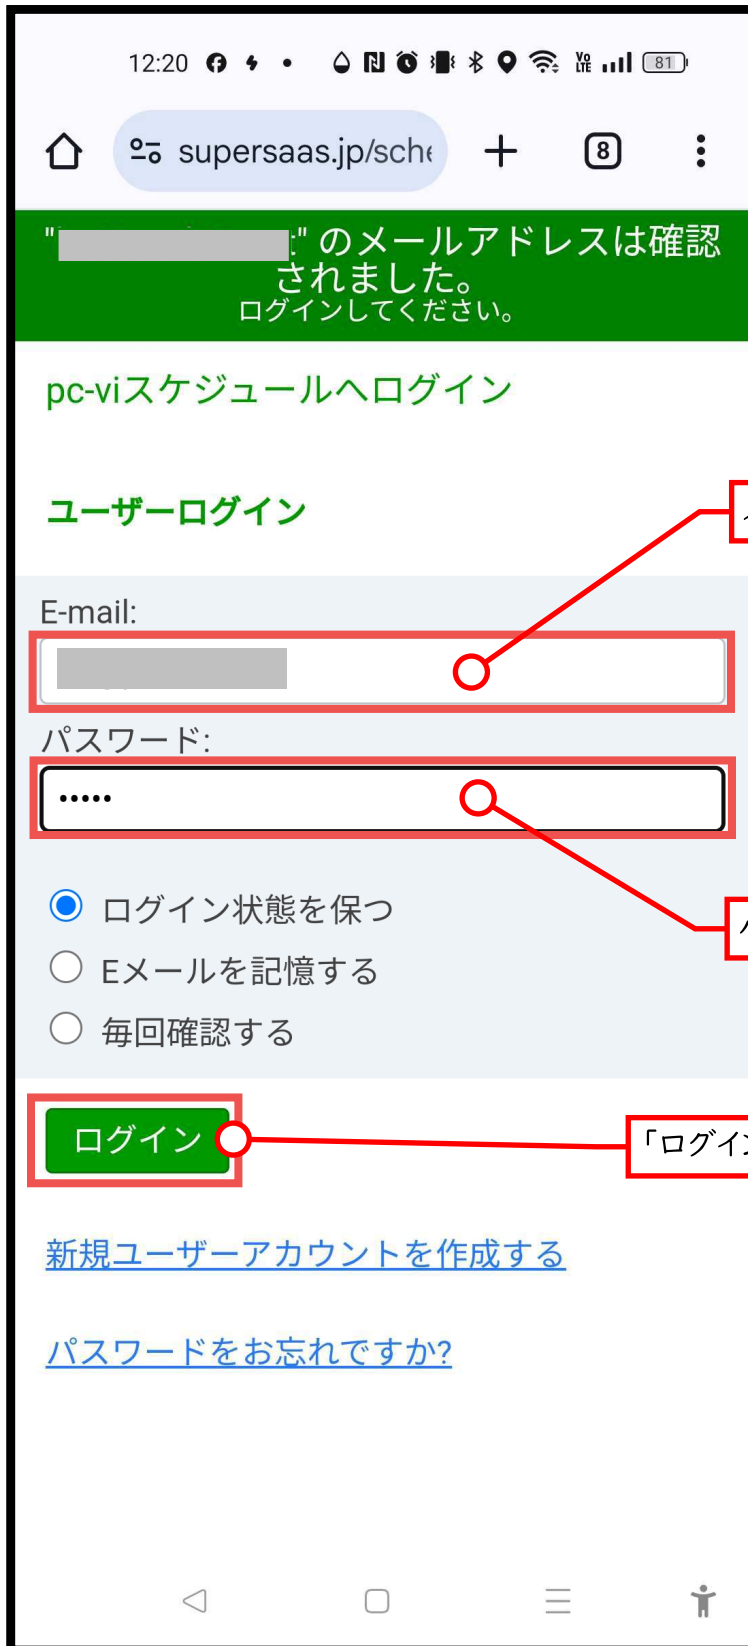 12:20
81
supersaas.jp/sche
8
" " のメールアドレスは確認
されました。
ログインしてください。
pc-viスケジュールへログイン
ユーザーログイン
E-mail:
パスワード:
•••••
ログイン状態を保つ
Eメールを記憶する
毎回確認する
ログイン
「ログイン
新規ユーザーアカウントを作成する
パスワードをお忘れですか?